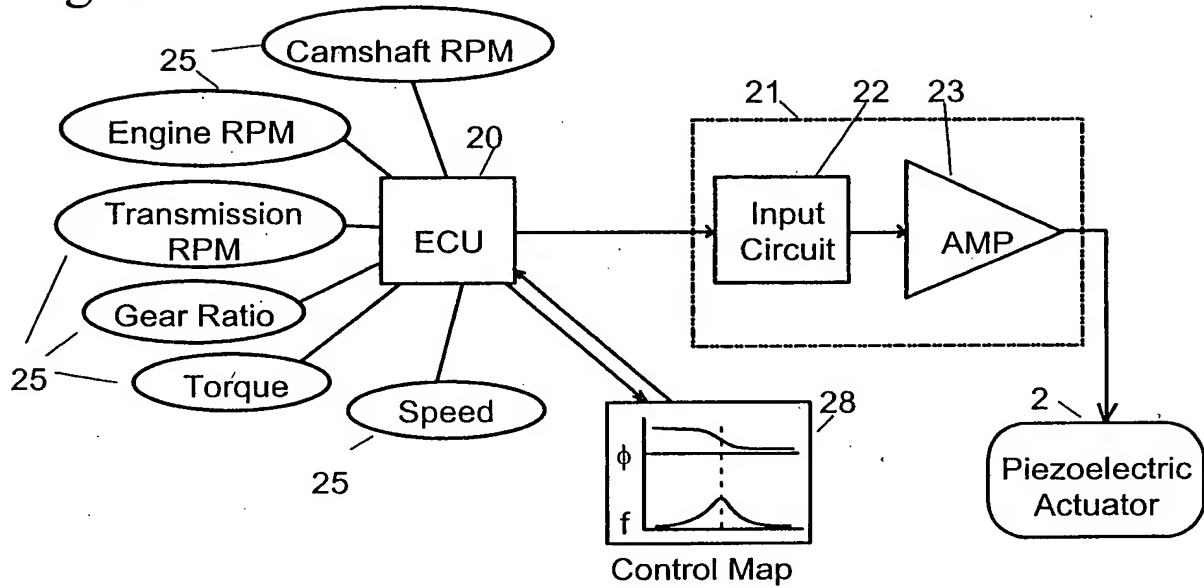 Camshaft RPM
25
25
Engine RPM
20
21
22
23
Transmission
RPM
ECU
Input
Circuit
AMP
Gear Ratio
25
Torque
Speed
25
28
ϕ
f
Control Map
2
Piezoelectric
Actuator